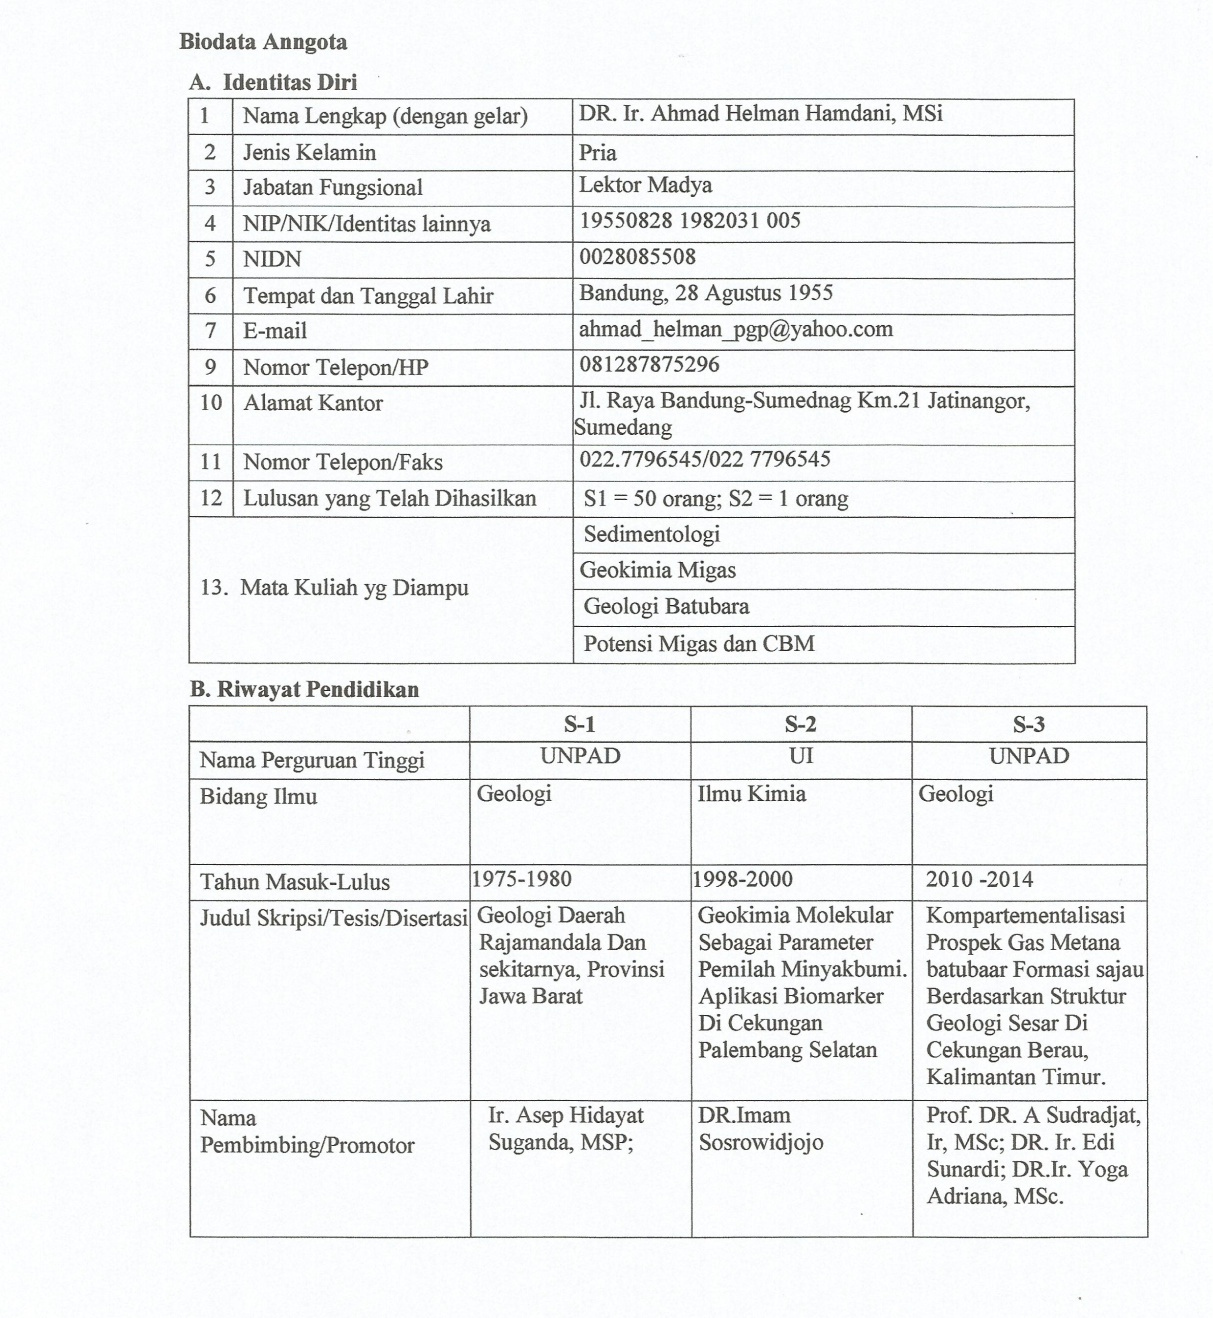 Biodata Anngota
A. Identitas Diri
1 Nama Lengkap (dengan gelar) DR. Ir. Ahmad Helman Hamdani, MSi
2 Jenis Kelamin Pria
3 Jabatan Fungsional Lektor Madya
4 NIP/NIK/Identitas lainnya 19550828 1982031 005
5 NIDN 0028085508
6 Tempat dan Tanggal Lahir Bandung, 28 Agustus 1955
7 E-mail ahmad_helman_pgp@yahoo.com
9 Nomor Telepon/HP 081287875296
10 Alamat Kantor Jl. Raya Bandung-Sumednag Km.21 Jatinangor,
Sumedang
11 Nomor Telepon/Faks 022.7796545/022 7796545
12 Lulusan yang Telah Dihasilkan S1 = 50 orang; S2 = 1 orang
13. Mata Kuliah yg Diampu
Sedimentologi
Geokimia Migas
Geologi Batubara
Potensi Migas dan CBM
B. Riwayat Pendidikan
S-1 S-2 S-3
Nama Perguruan Tinggi UNPAD UI UNPAD
Bidang Ilmu Geologi Ilmu Kimia Geologi
Tahun Masuk-Lulus 1975-1980 1998-2000 2010 -2014
Judul Skripsi/Tesis/Disertasi
Geologi Daerah
Rajamandala Dan
sekitarnya, Provinsi
Jawa Barat
Geokimia Molekular
Sebagai Parameter
Pemilah Minyakbumi.
Aplikasi Biomarker
Di Cekungan
Palembang Selatan
Kompartementalisasi
Prospek Gas Metana
batubaar Formasi sajau
Berdasarkan Struktur
Geologi Sesar Di
Cekungan Berau,
Kalimantan Timur.
Nama
Pembimbing/Promotor
Ir. Asep Hidayat
Suganda, MSP;
DR.Imam
Sosrowidjojo
Prof. DR. A Sudradjat,
Ir, MSc; DR. Ir. Edi
Sunardi; DR.Ir. Yoga
Adriana, MSc.